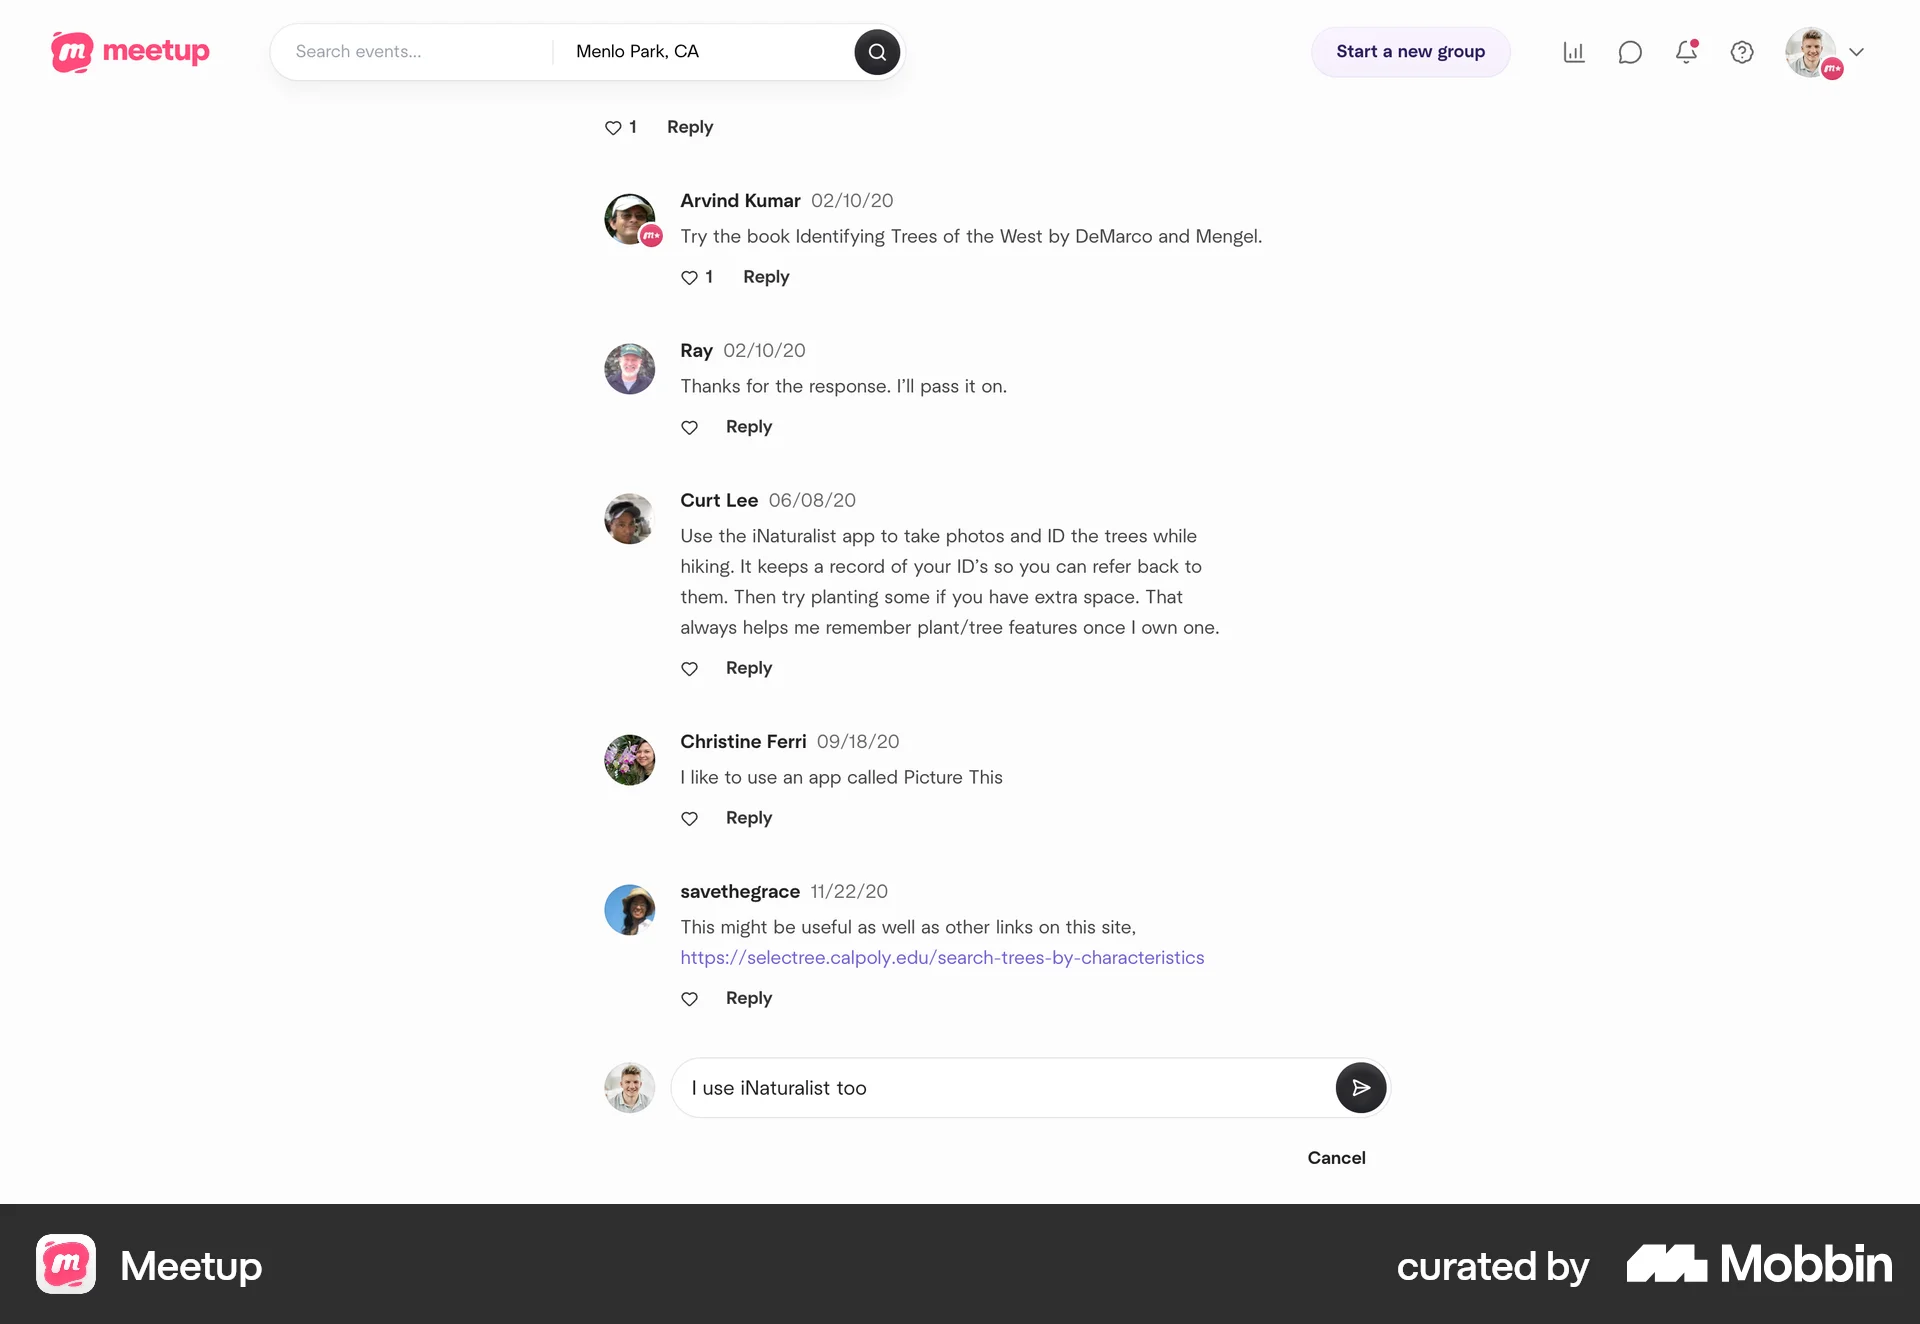 meetup
Search events...
Menlo Park, CA
Start a new group
1 Reply
Arvind Kumar 02/10/20
Try the book Identifying Trees of the West by DeMarco and Mengel.
1 Reply
Ray 02/10/20
Thanks for the response. I’ll pass it on.
Reply
Curt Lee 06/08/20
Use the iNaturalist app to take photos and ID the trees while
hiking. It keeps a record of your ID’s so you can refer back to
them. Then try planting some if you have extra space. That
always helps me remember plant/tree features once I own one.
Reply
Christine Ferri 09/18/20
I like to use an app called Picture This
Reply
savethegrace 11/22/20
This might be useful as well as other links on this site,
https://selectree.calpoly.edu/search-trees-by-characteristics
Reply
I use iNaturalist too
Cancel
m Meetup
curated by Mobbin